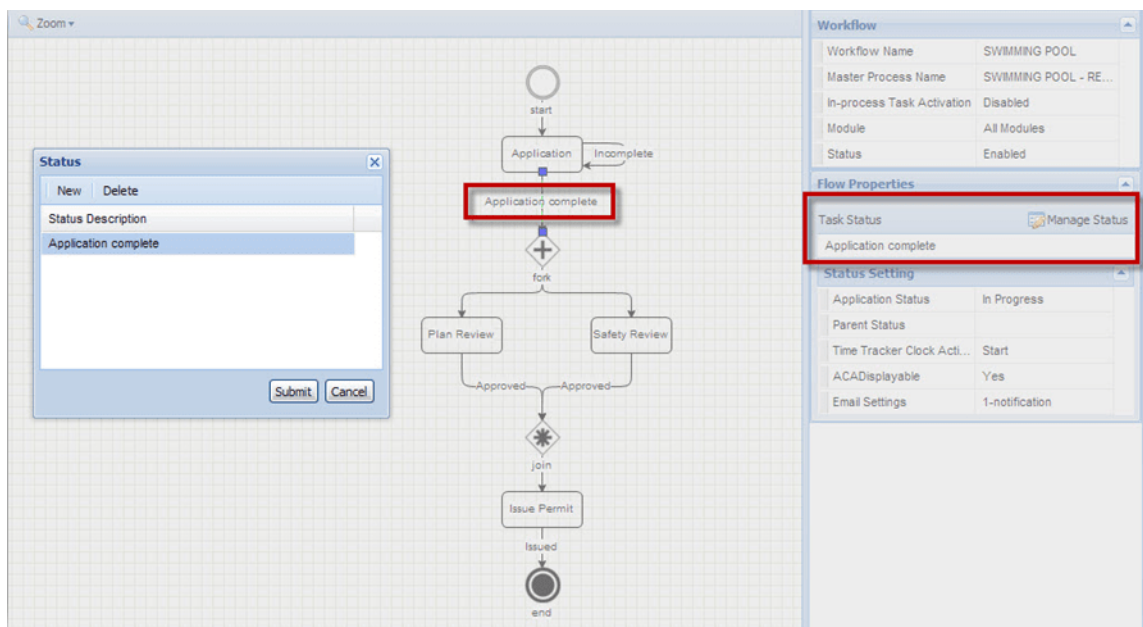 Zoom
start
Application
Incomplete
Application complete
fork
Plan Review
Safety Review
Approved
Approved
join
Issue Permit
Issued
end
Status
New Delete
Status Description
Application complete
Submit Cancel
Workflow
Workflow Name SWIMMING POOL
Master Process Name SWIMMING POOL - RE...
In-process Task Activation Disabled
Module All Modules
Status Enabled
Flow Properties
Task Status Manage Status
Application complete
Status Setting
Application Status In Progress
Parent Status
Time Tracker Clock Acti... Start
ACADisplayable Yes
Email Settings 1-notification